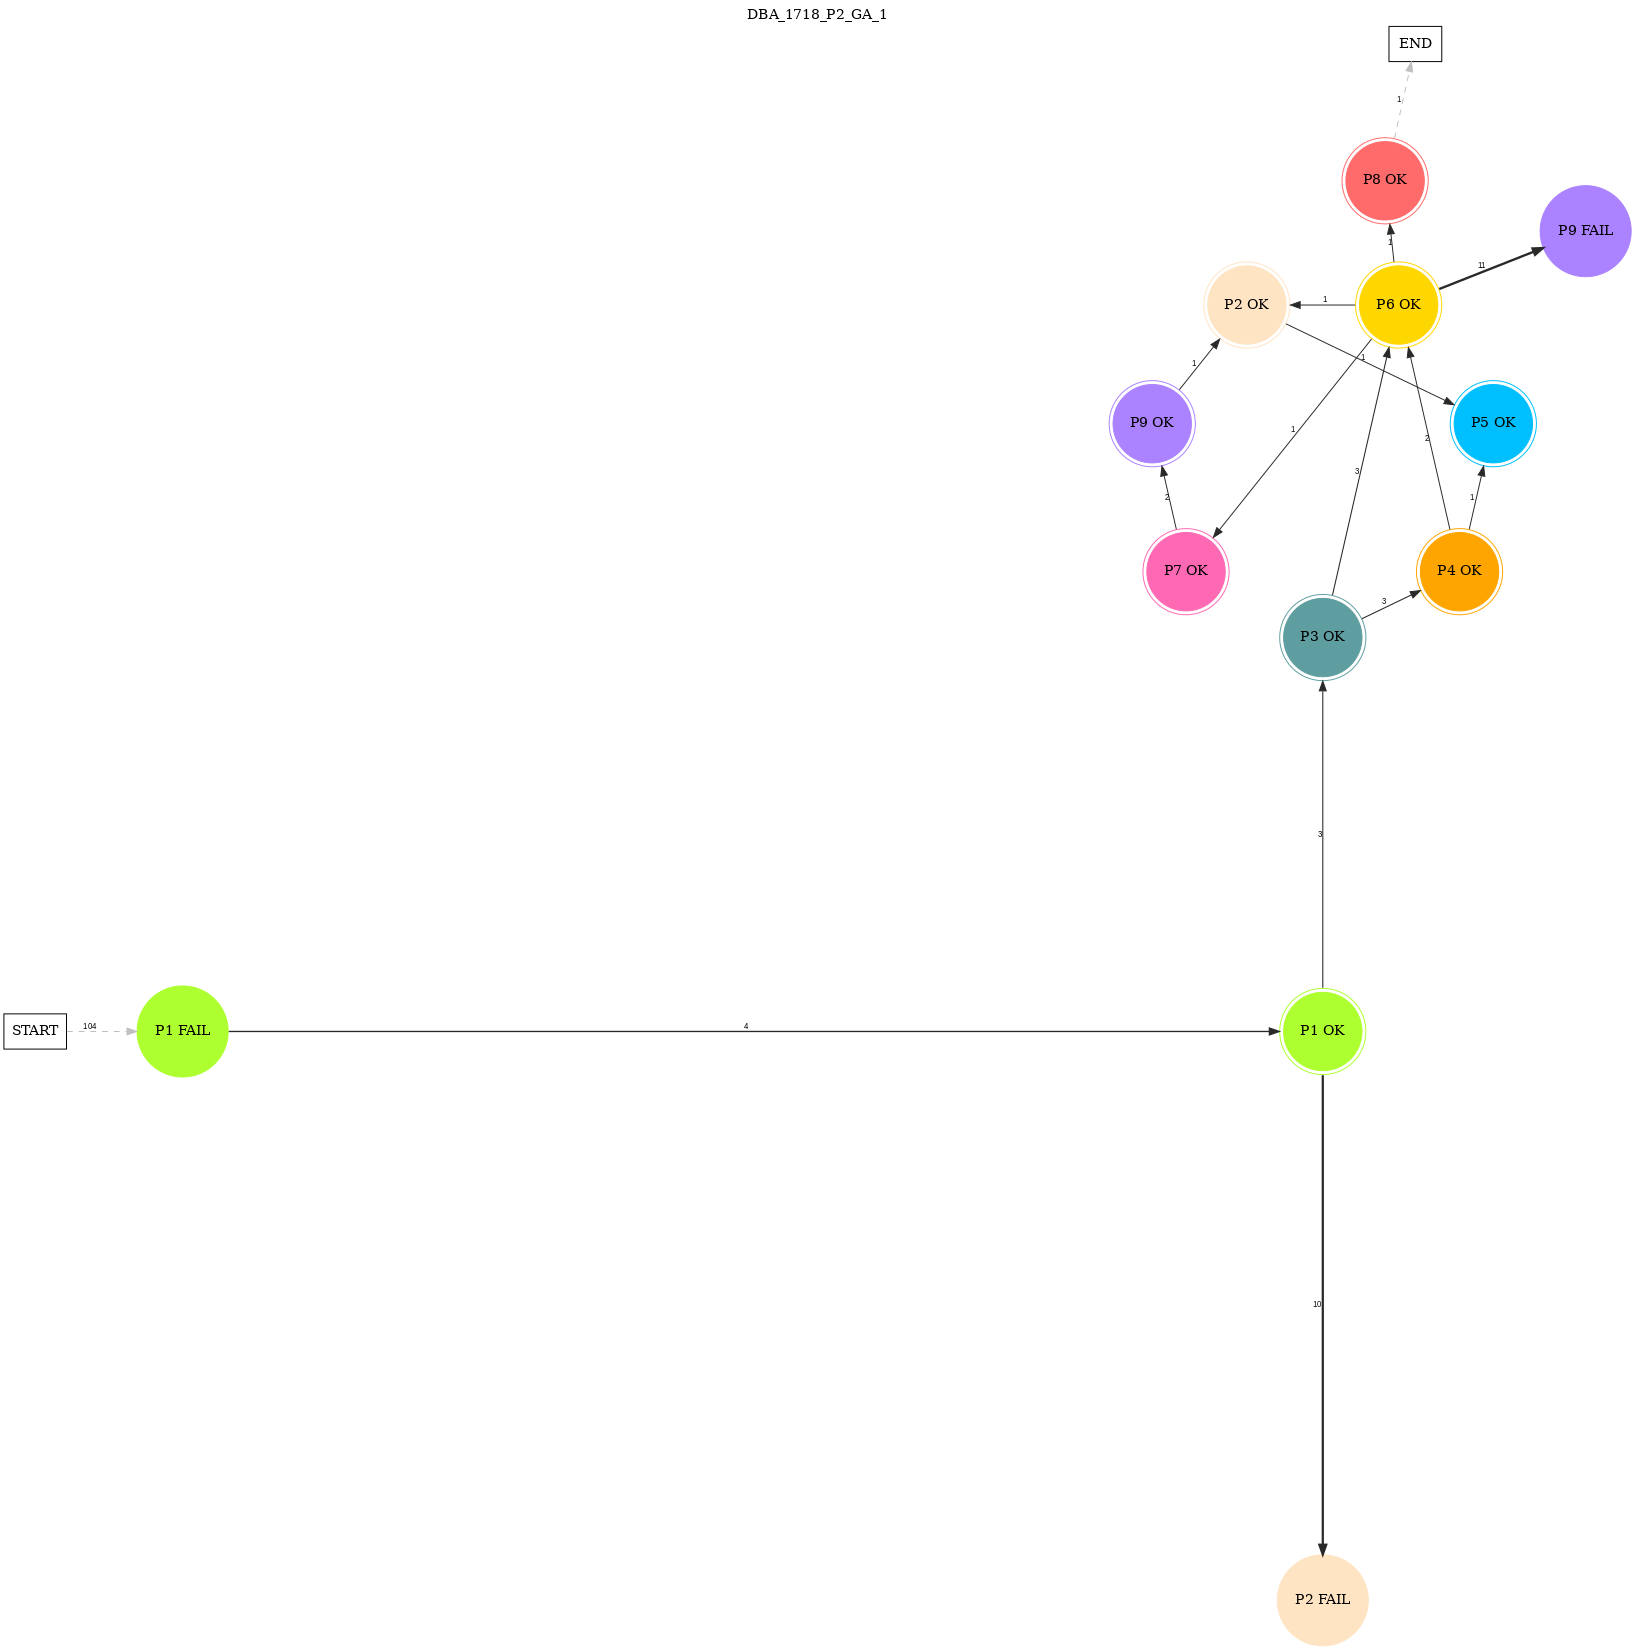 DBA_1718_P2_GA_1
END
1
P8 OK
P9 FAIL
1
11
P2 OK
1
P6 OK
1
1
P9 OK
P5 OK
1
2
3
2
1
P7 OK
P4 OK
3
P3 OK
3
START
104
P1 FAIL
4
P1 OK
10
P2 FAIL